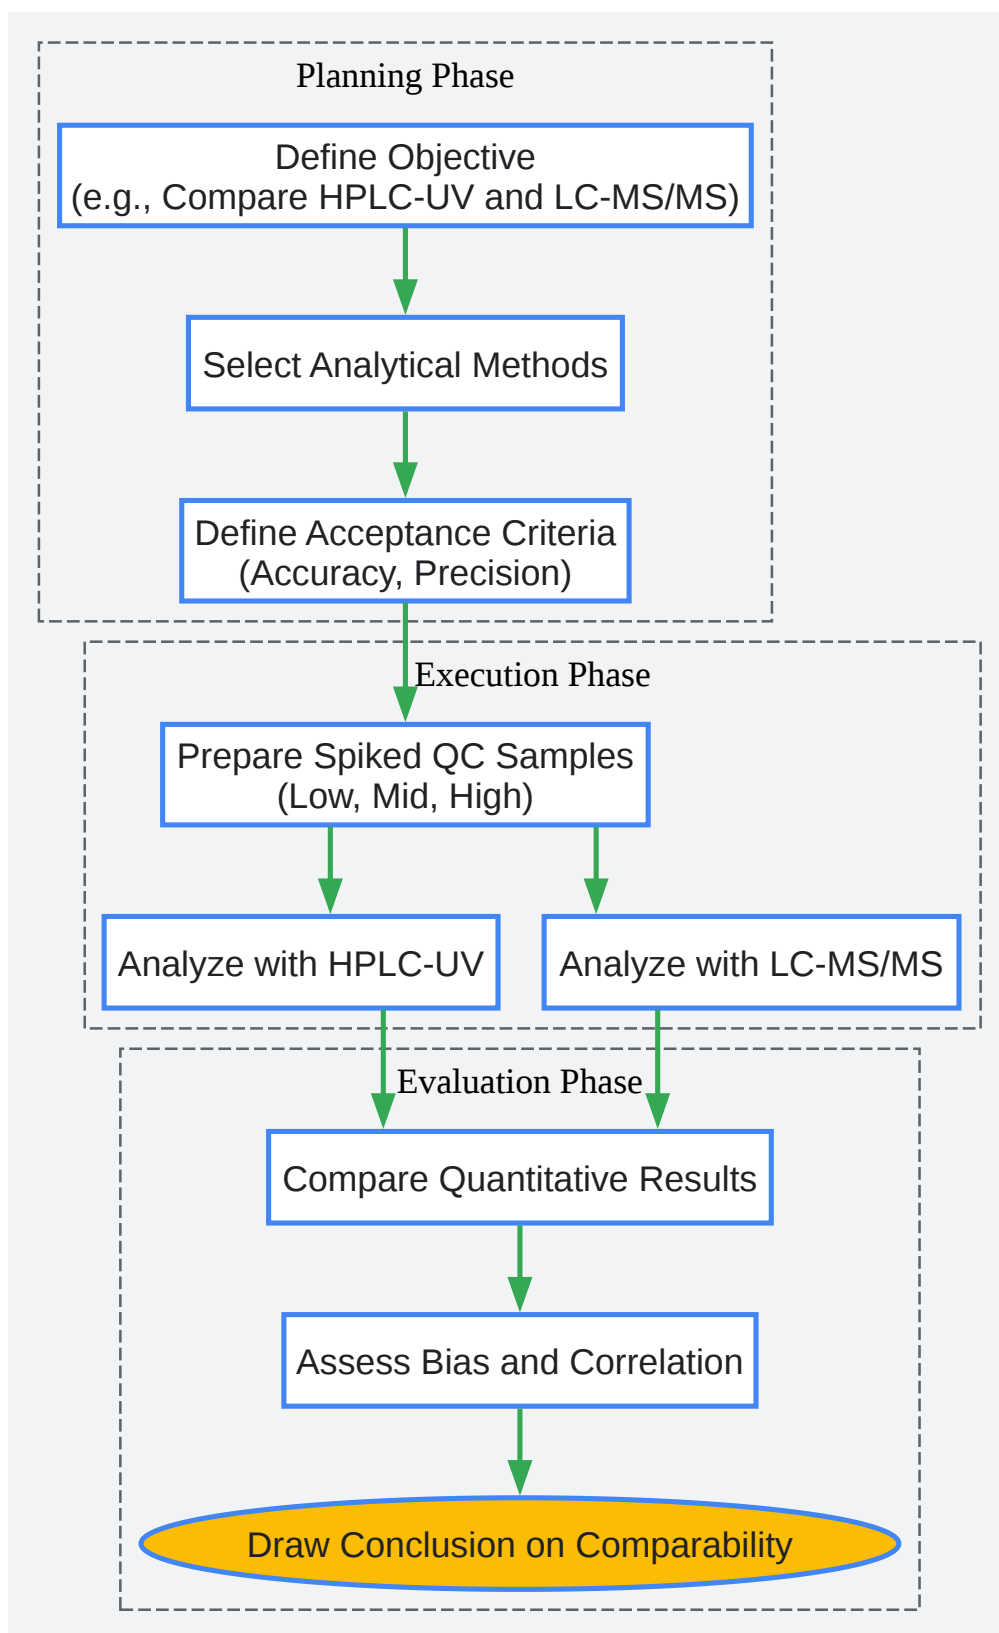 Planning Phase
Define Objective
(e.g., Compare HPLC-UV and LC-MS/MS)
Select Analytical Methods
Define Acceptance Criteria
(Accuracy, Precision)
Execution Phase
Prepare Spiked QC Samples
(Low, Mid, High)
Analyze with HPLC-UV
Analyze with LC-MS/MS
Evaluation Phase
Compare Quantitative Results
Assess Bias and Correlation
Draw Conclusion on Comparability